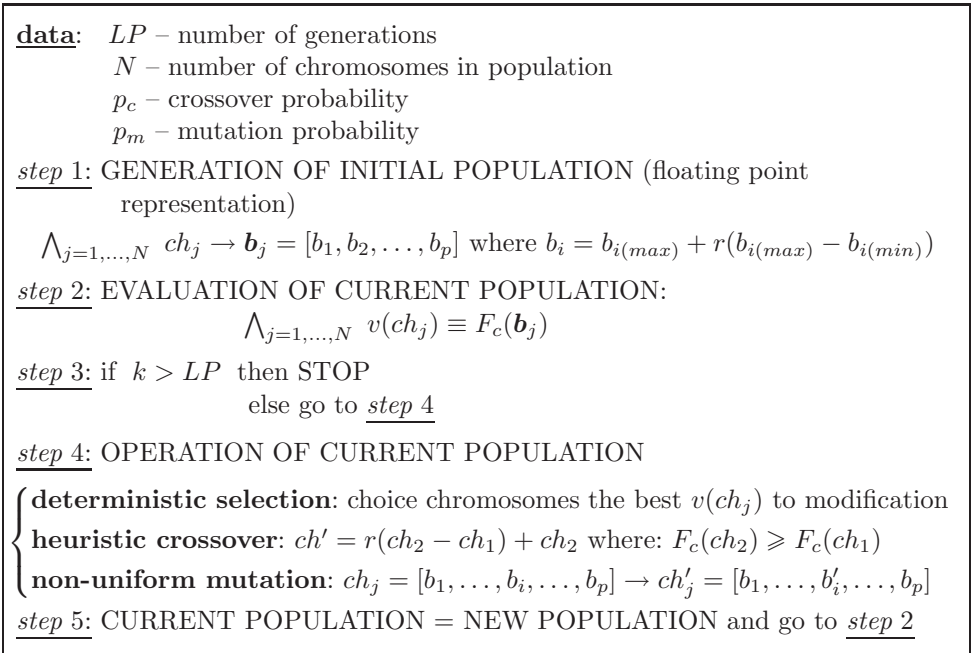 data: LP – number of generations
N – number of chromosomes in population
p_c – crossover probability
p_m – mutation probability
step 1: GENERATION OF INITIAL POPULATION (floating point
representation)
⋀_{j=1,...,N} ch_j → b_j = [b_1, b_2, . . . , b_p] where b_i = b_{i(max)} + r(b_{i(max)} − b_{i(min)})
step 2: EVALUATION OF CURRENT POPULATION:
⋀_{j=1,...,N} v(ch_j) ≡ F_c(b_j)
step 3: if k > LP then STOP
else go to step 4
step 4: OPERATION OF CURRENT POPULATION
deterministic selection: choice chromosomes the best v(ch_j) to modification
heuristic crossover: ch′ = r(ch_2 − ch_1) + ch_2 where: F_c(ch_2) ⩾ F_c(ch_1)
non-uniform mutation: ch_j = [b_1, . . . , b_i, . . . , b_p] → ch′_j = [b_1, . . . , b′_i, . . . , b_p]
step 5: CURRENT POPULATION = NEW POPULATION and go to step 2